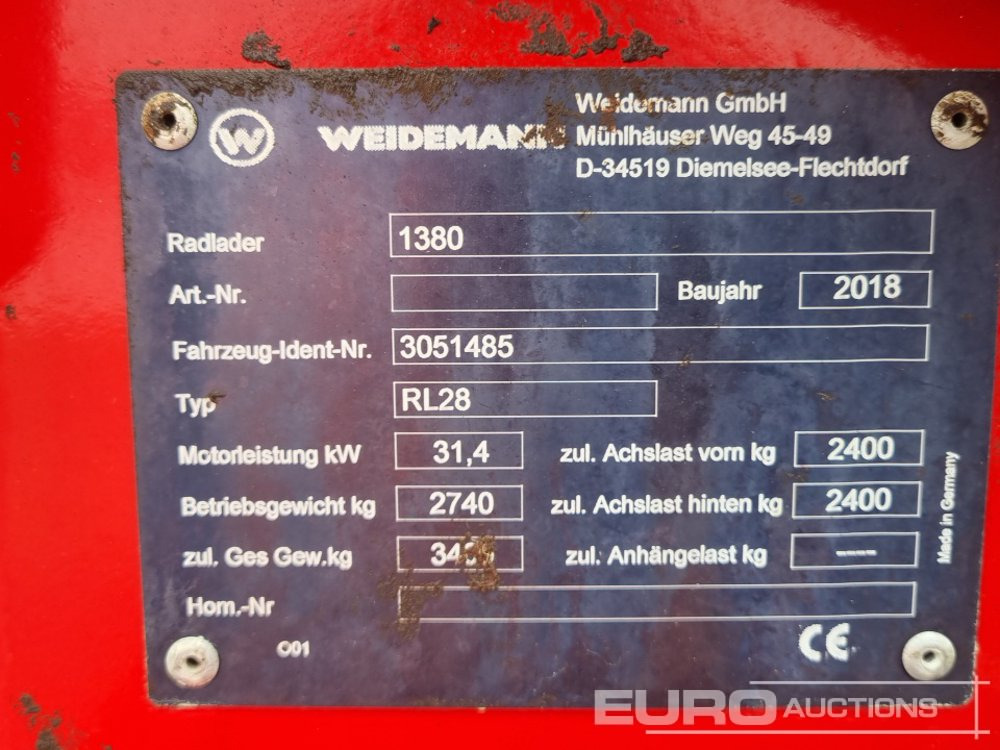 Weidemann GmbH
WEIDEMANN Mühlhäuser Weg 45-49
D-34519 Diemelsee-Flechtdorf
Radlader 1380
Art.-Nr. Baujahr 2018
Fahrzeug-Ident-Nr. 3051485
Typ RL28
Motorleistung kW 31,4 zul. Achslast vorn kg 2400
Betriebsgewicht kg 2740 zul. Achslast hinten kg 2400
zul. Ges Gew.kg zul. Anhängelast kg ----
Hom.-Nr
Made in Germany
001 CE
EURO AUCTIONS